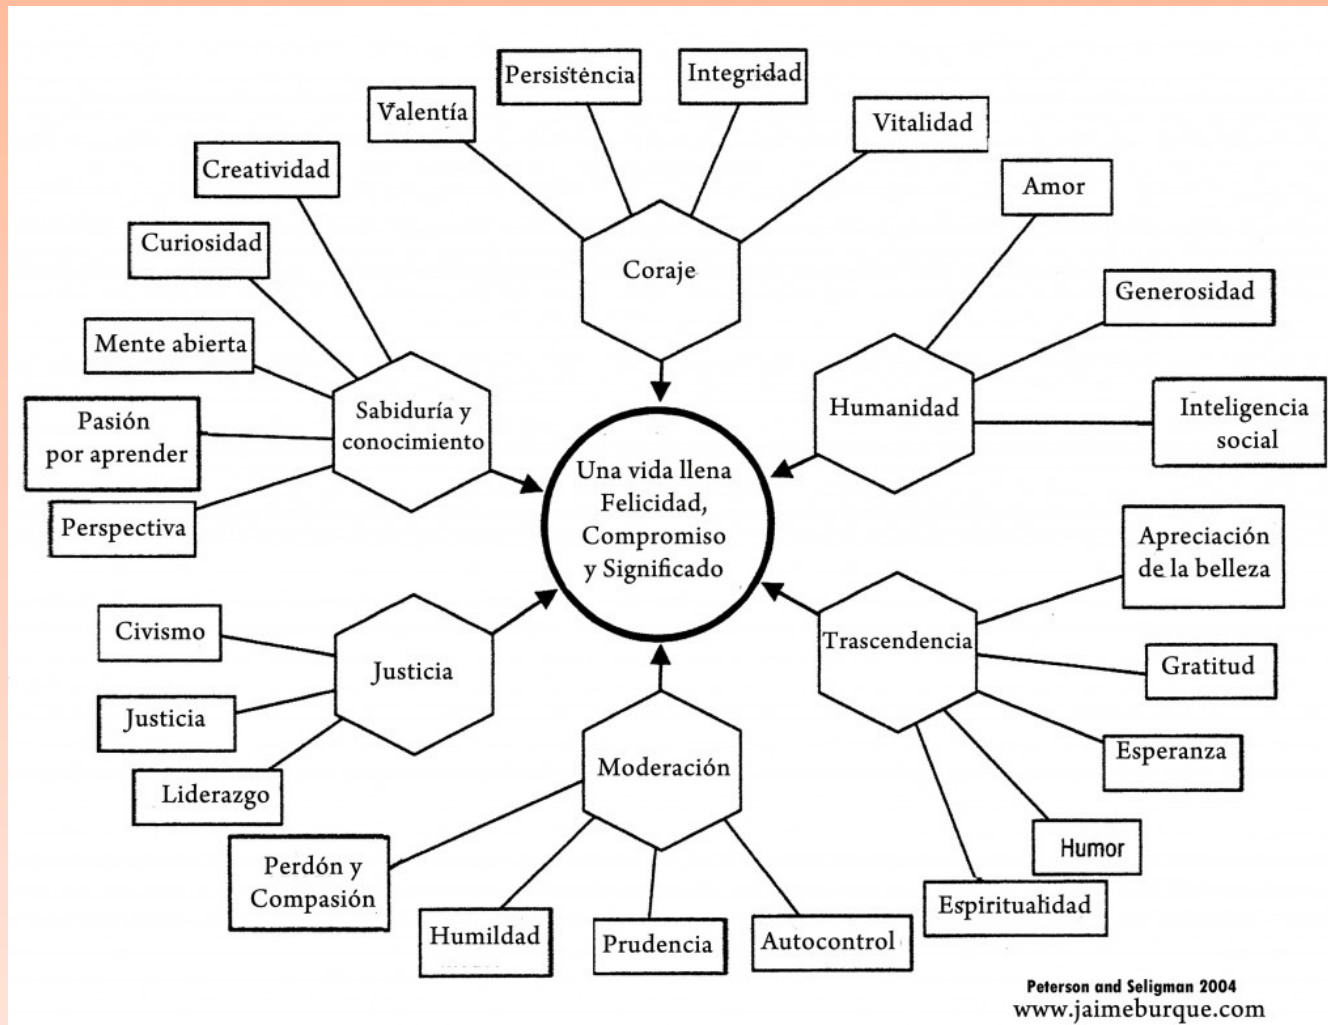 Persistencia
Integridad
Valentía
Vitalidad
Creatividad
Amor
Curiosidad
Coraje
Generosidad
Mente abierta
Sabiduría y
conocimiento
Humanidad
Inteligencia
social
Pasión
por aprender
Perspectiva
Una vida llena
Felicidad,
Compromiso
y Significado
Apreciación
de la belleza
Civismo
Justicia
Trascendencia
Gratitud
Justicia
Esperanza
Liderazgo
Moderación
Humor
Perdón y
Compasión
Espiritualidad
Humildad
Prudencia
Autocontrol
Peterson and Seligman 2004
www.jaimeburque.com